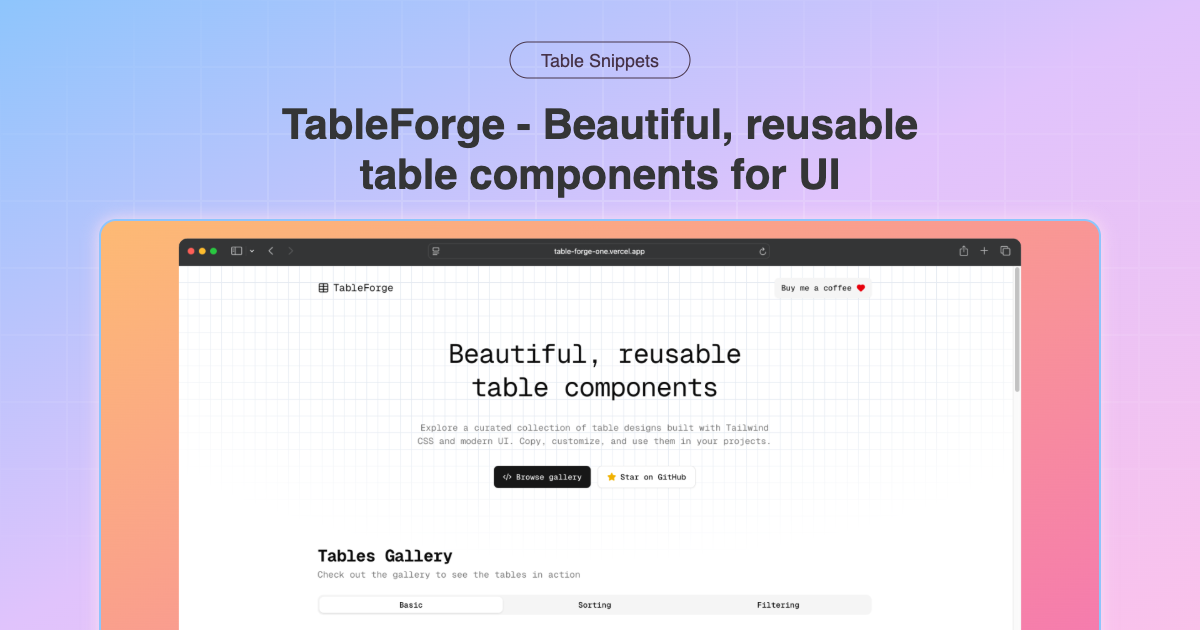 Table Snippets
TableForge - Beautiful, reusable
table components for UI
table-forge-one.vercel.app
TableForge
Buy me a coffee
Beautiful, reusable
table components
Explore a curated collection of table designs built with Tailwind
CSS and modern UI. Copy, customize, and use them in your projects.
Browse gallery
Star on GitHub
Tables Gallery
Check out the gallery to see the tables in action
Basic
Sorting
Filtering